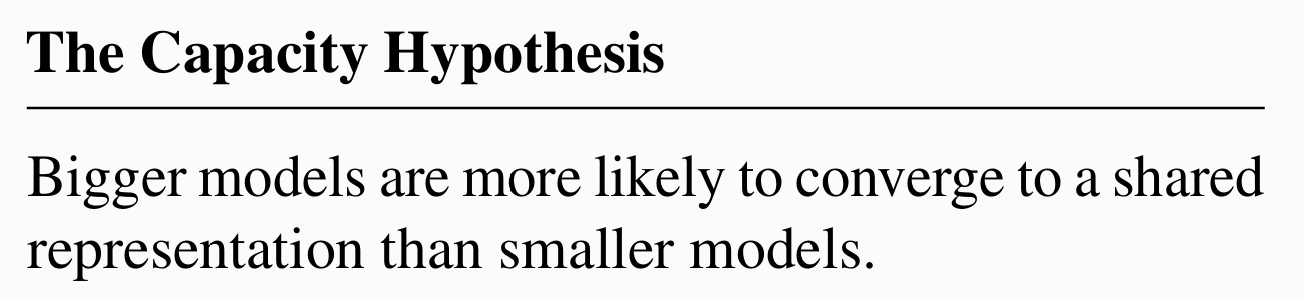 The Capacity Hypothesis
Bigger models are more likely to converge to a shared
representation than smaller models.